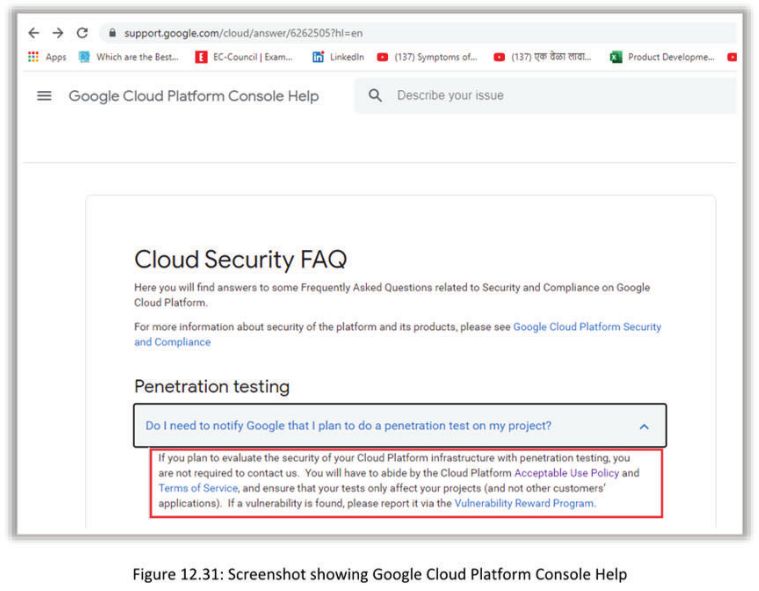 support.google.com/cloud/answer/6262505?hl=en
Apps Which are the Best... EC-Council | Exam... LinkedIn (137) Symptoms of... (137) एक वेळा लावा... Product Developme...
Google Cloud Platform Console Help Describe your issue
Cloud Security FAQ
Here you will find answers to some Frequently Asked Questions related to Security and Compliance on Google
Cloud Platform.
For more information about security of the platform and its products, please see Google Cloud Platform Security
and Compliance
Penetration testing
Do I need to notify Google that I plan to do a penetration test on my project?
If you plan to evaluate the security of your Cloud Platform infrastructure with penetration testing, you
are not required to contact us. You will have to abide by the Cloud Platform Acceptable Use Policy and
Terms of Service, and ensure that your tests only affect your projects (and not other customers'
applications). If a vulnerability is found, please report it via the Vulnerability Reward Program.
Figure 12.31: Screenshot showing Google Cloud Platform Console Help